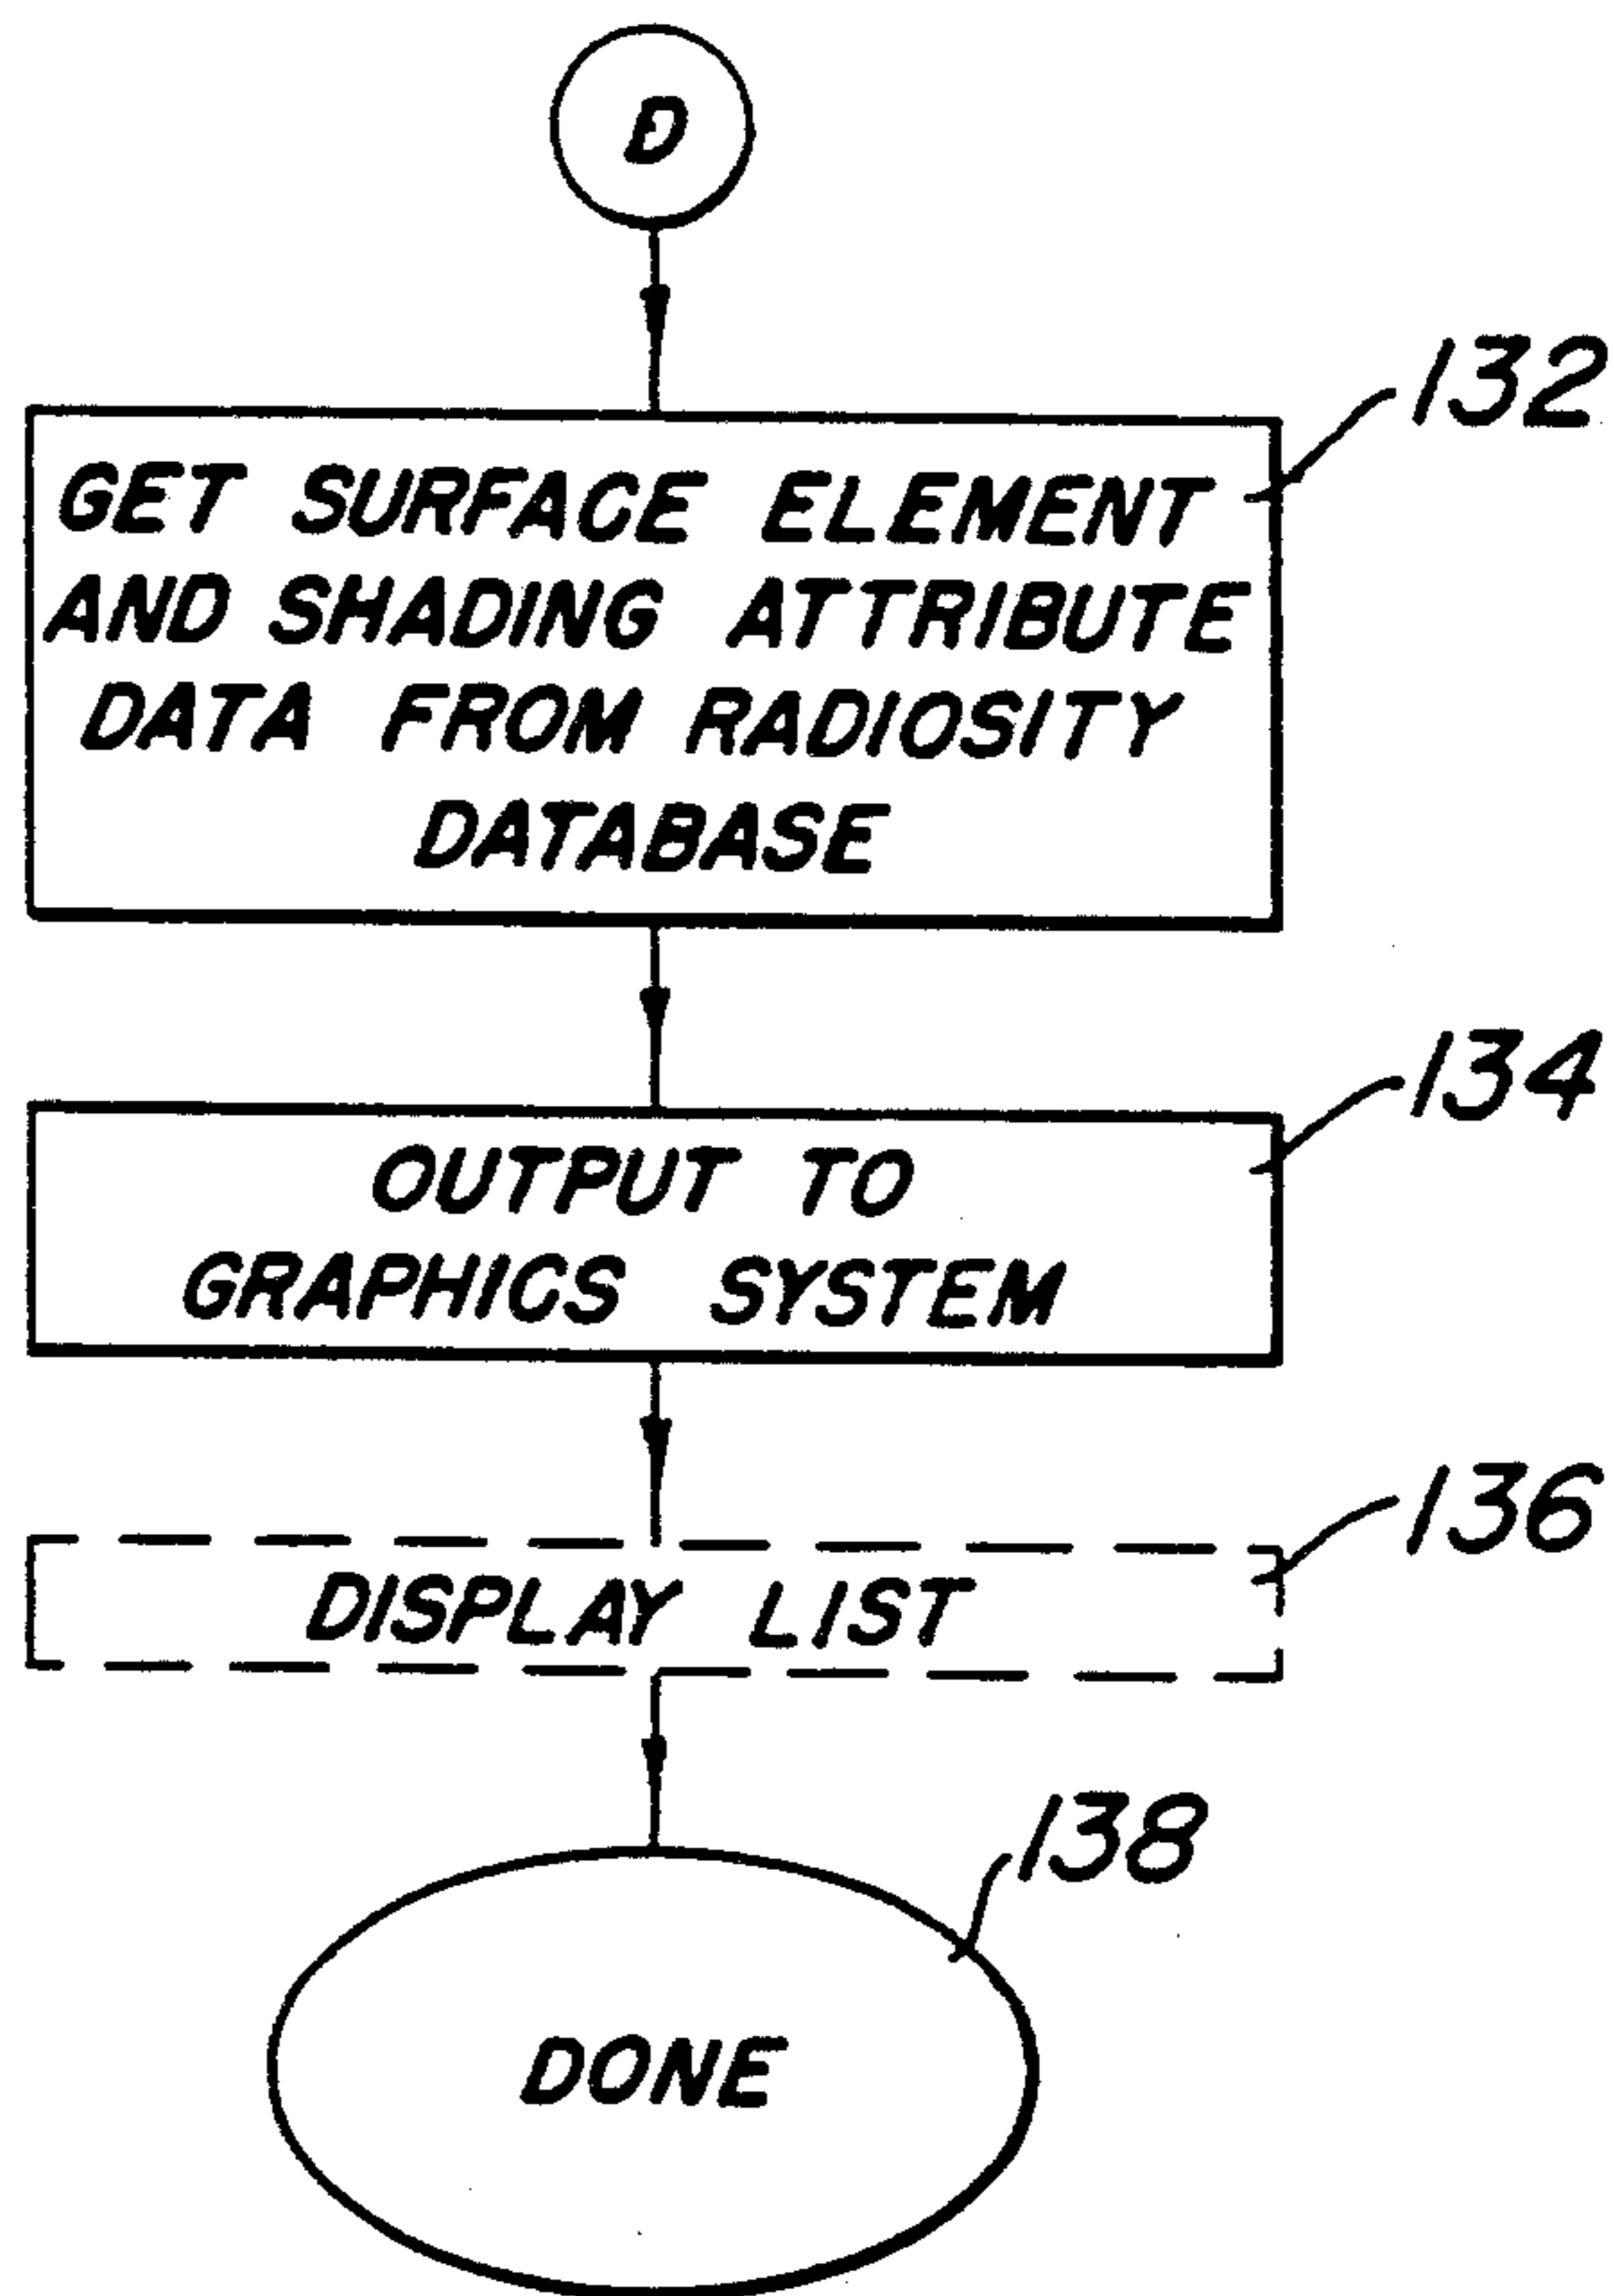 D
132
GET SURFACE ELEMENT
AND SHADING ATTRIBUTE
DATA FROM RADIOSITY
DATABASE
134
OUTPUT TO
GRAPHICS SYSTEM
136
DISPLAY LIST
138
DONE